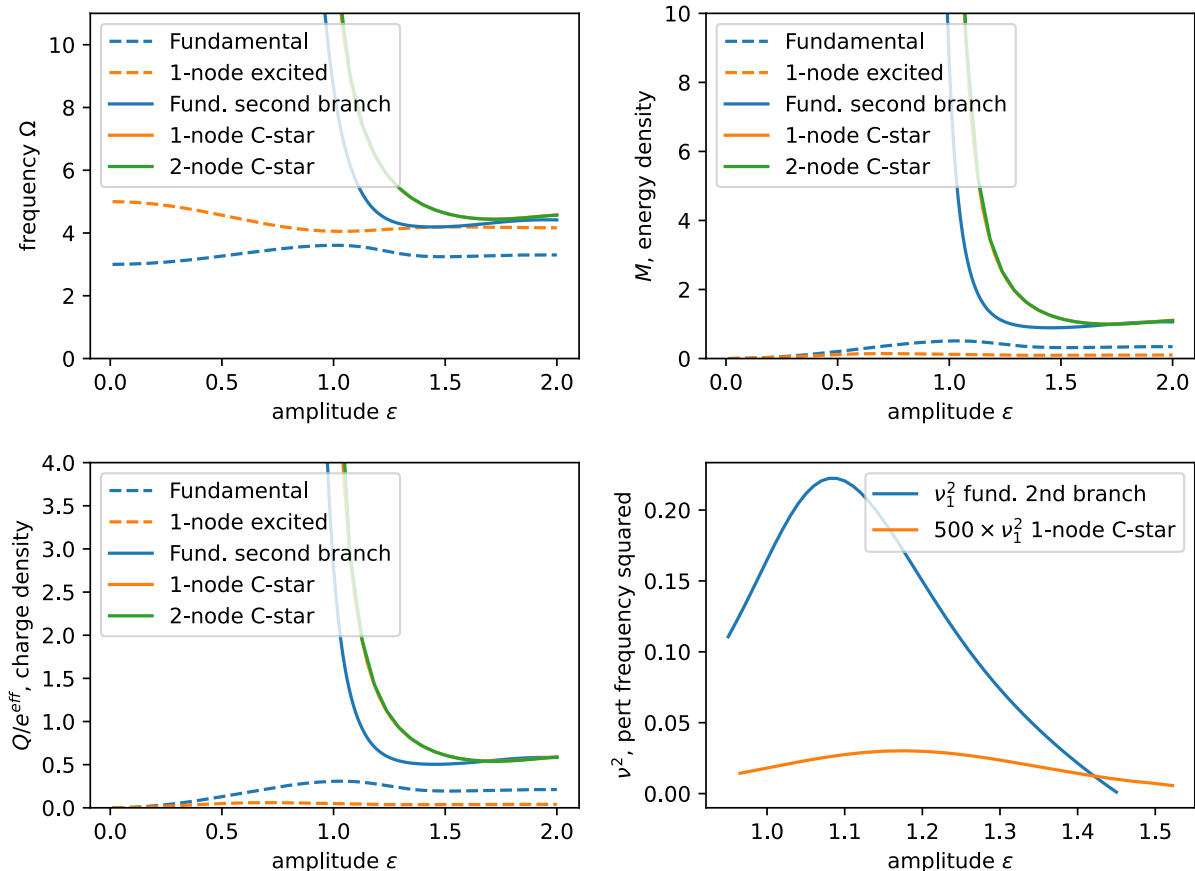 frequency Ω
10
8
6
4
2
0
Fundamental
1-node excited
Fund. second branch
1-node C-star
2-node C-star
0.0 0.5 1.0 1.5 2.0
amplitude ε
M, energy density
10
8
6
4
2
0
Fundamental
1-node excited
Fund. second branch
1-node C-star
2-node C-star
0.0 0.5 1.0 1.5 2.0
amplitude ε
Q/e^eff, charge density
4.0
3.5
3.0
2.5
2.0
1.5
1.0
0.5
0.0
Fundamental
1-node excited
Fund. second branch
1-node C-star
2-node C-star
0.0 0.5 1.0 1.5 2.0
amplitude ε
ν², pert frequency squared
0.20
0.15
0.10
0.05
0.00
ν₁² fund. 2nd branch
500 × ν₁² 1-node C-star
1.0 1.1 1.2 1.3 1.4 1.5
amplitude ε